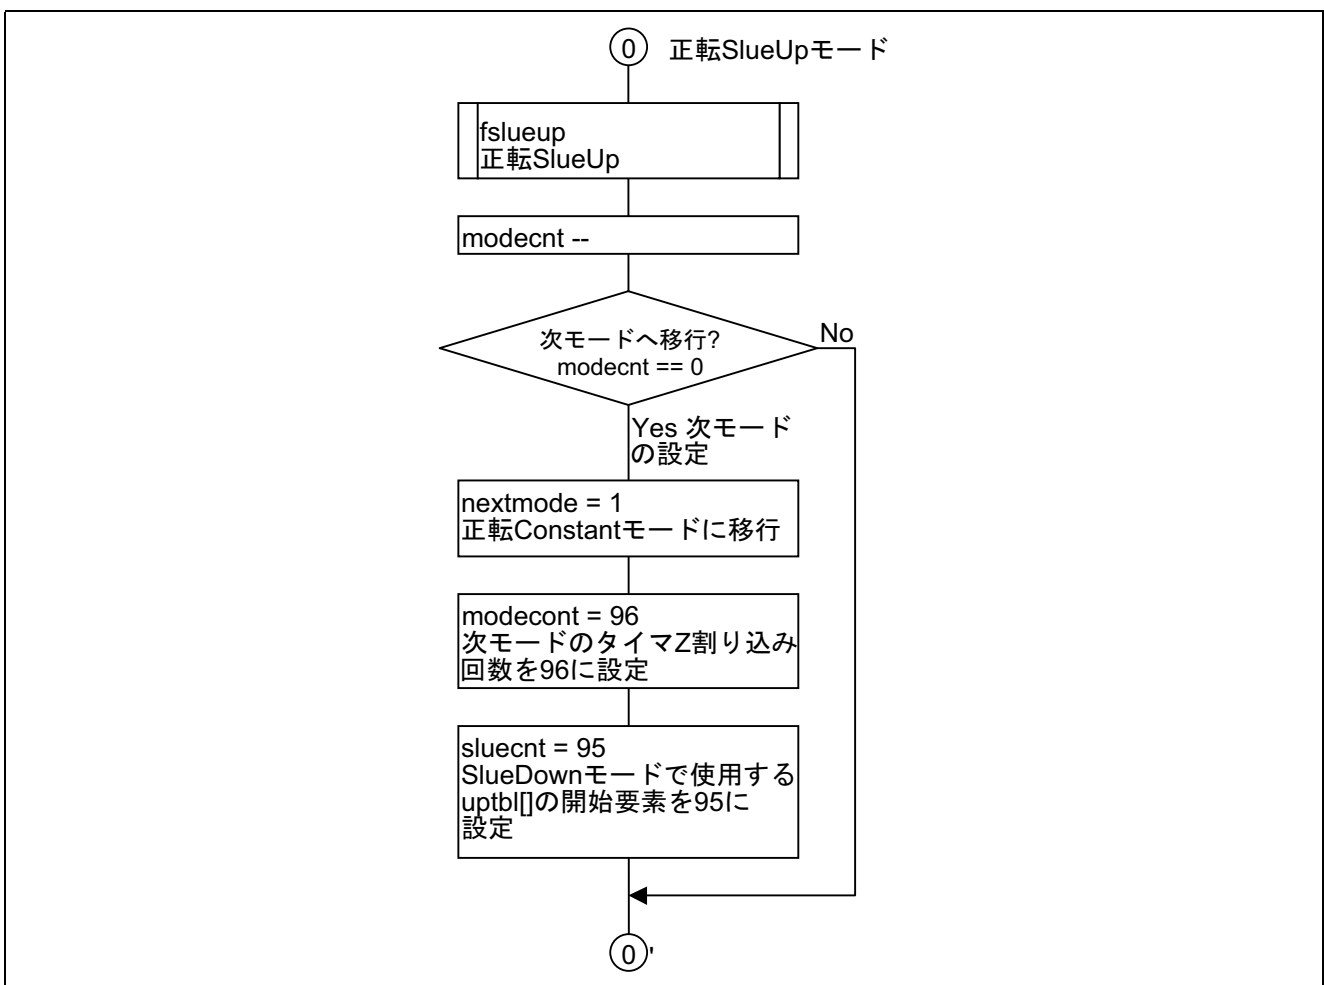 0 正転SlueUpモード
fslueup
正転SlueUp
modecnt --
次モードへ移行?
modecnt == 0
No
Yes 次モード
の設定
nextmode = 1
正転Constantモードに移行
modecont = 96
次モードのタイマZ割り込み
回数を96に設定
sluecnt = 95
SlueDownモードで使用する
uptbl[]の開始要素を95に
設定
0'